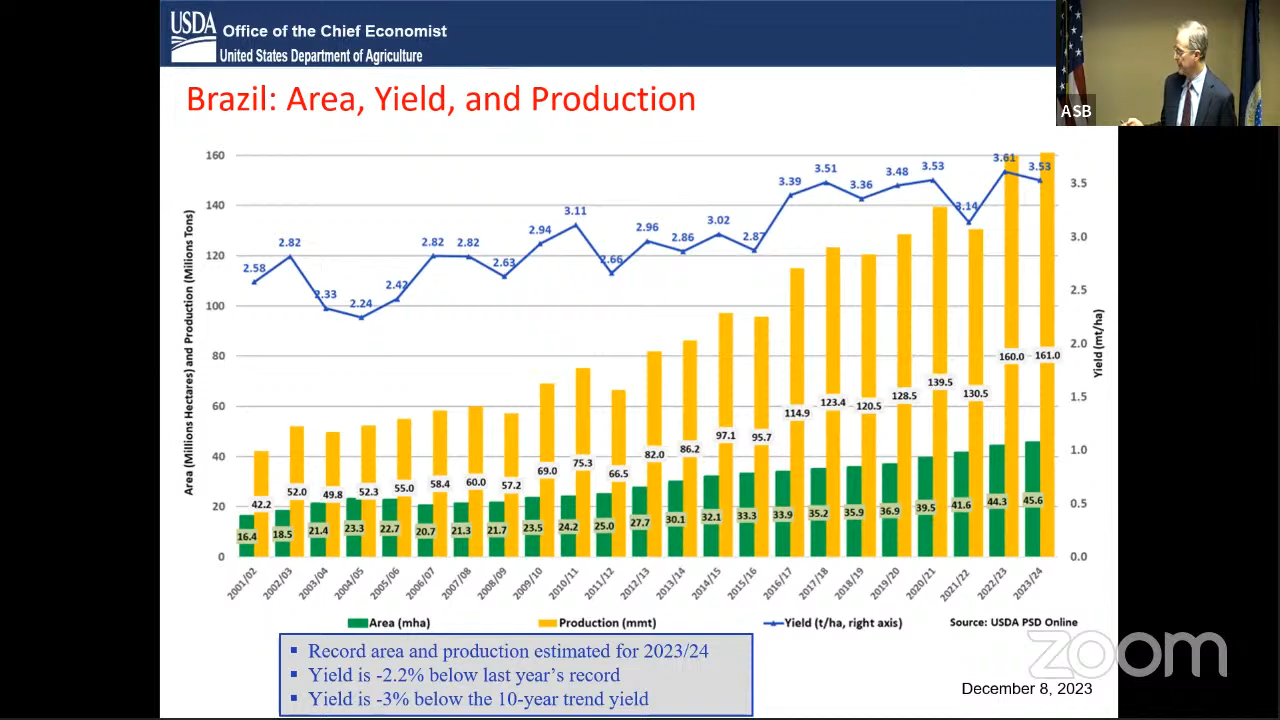 USDA Office of the Chief Economist
United States Department of Agriculture
ASB
Brazil: Area, Yield, and Production
Area (Millions Hectares) and Production (Milions Tons)
160
140
120
100
80
60
40
20
0
2.58 2.82 2.33 2.24 2.42 2.82 2.82 2.63 2.94 3.11 2.66 2.96 2.86 3.02 2.87 3.39 3.51 3.36 3.48 3.53 3.14 3.61 3.53
42.2 52.0 49.8 52.3 55.0 58.4 60.0 57.2 69.0 75.3 66.5 82.0 86.2 97.1 95.7 114.9 123.4 120.5 128.5 139.5 130.5 160.0 161.0
16.4 18.5 21.4 23.3 22.7 20.7 21.3 21.7 23.5 24.2 25.0 27.7 30.1 32.1 33.3 33.9 35.2 35.9 36.9 39.5 41.6 44.3 45.6
3.5
3.0
2.5
2.0
1.5
1.0
0.5
0.0
Yield (mt/ha)
2001/02 2002/03 2003/04 2004/05 2005/06 2006/07 2007/08 2008/09 2009/10 2010/11 2011/12 2012/13 2013/14 2014/15 2015/16 2016/17 2017/18 2018/19 2019/20 2020/21 2021/22 2022/23 2023/24
Area (mha) Production (mmt) Yield (t/ha, right axis) Source: USDA PSD Online
▪ Record area and production estimated for 2023/24
▪ Yield is -2.2% below last year's record
▪ Yield is -3% below the 10-year trend yield
zoom
December 8, 2023